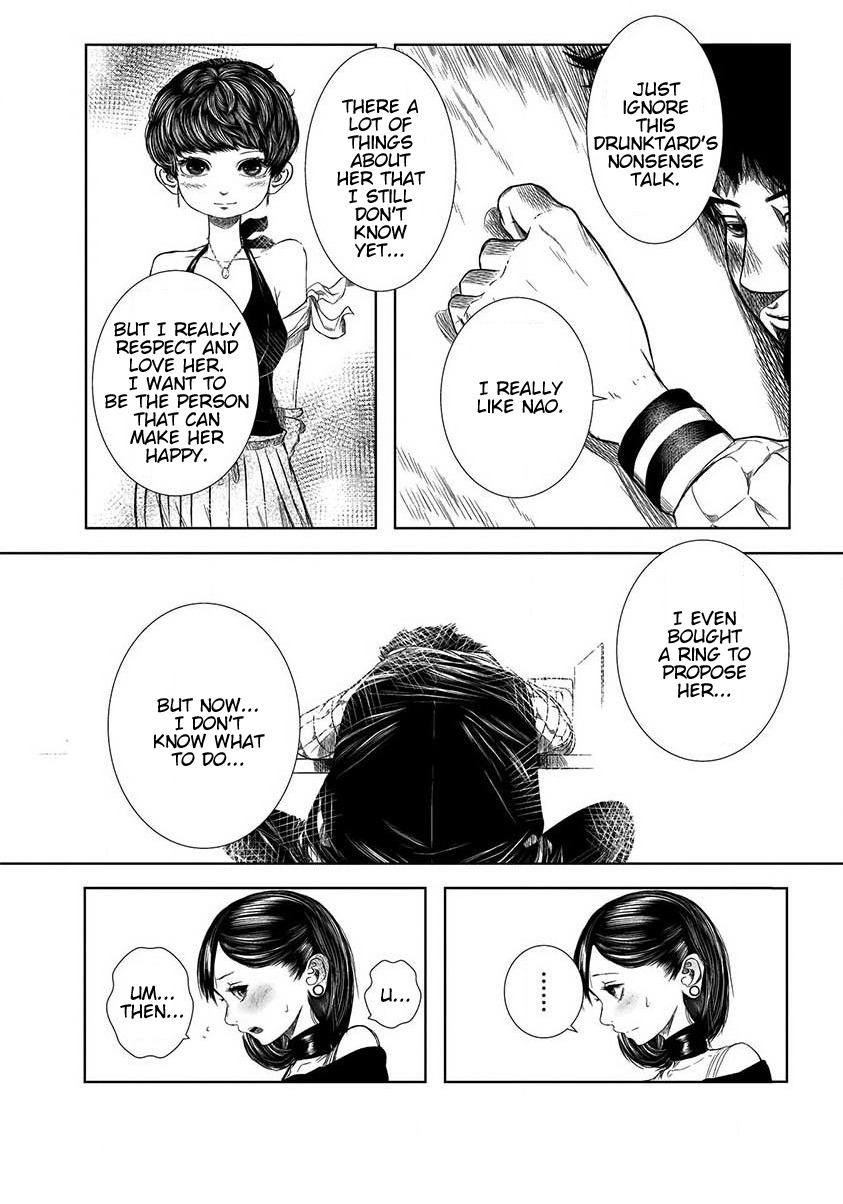 JUST
IGNORE
THIS
DRUNKTARD'S
NONSENSE
TALK.
I REALLY
LIKE NAO.
THERE A
LOT OF
THINGS
ABOUT
HER THAT
I STILL
DON'T
KNOW
YET...
BUT I REALLY
RESPECT AND
LOVE HER.
I WANT TO
BE THE PERSON
THAT CAN
MAKE HER
HAPPY.
I EVEN
BOUGHT
A RING TO
PROPOSE
HER...
BUT NOW...
I DON'T
KNOW WHAT
TO DO...
......
U...
UM...
THEN...